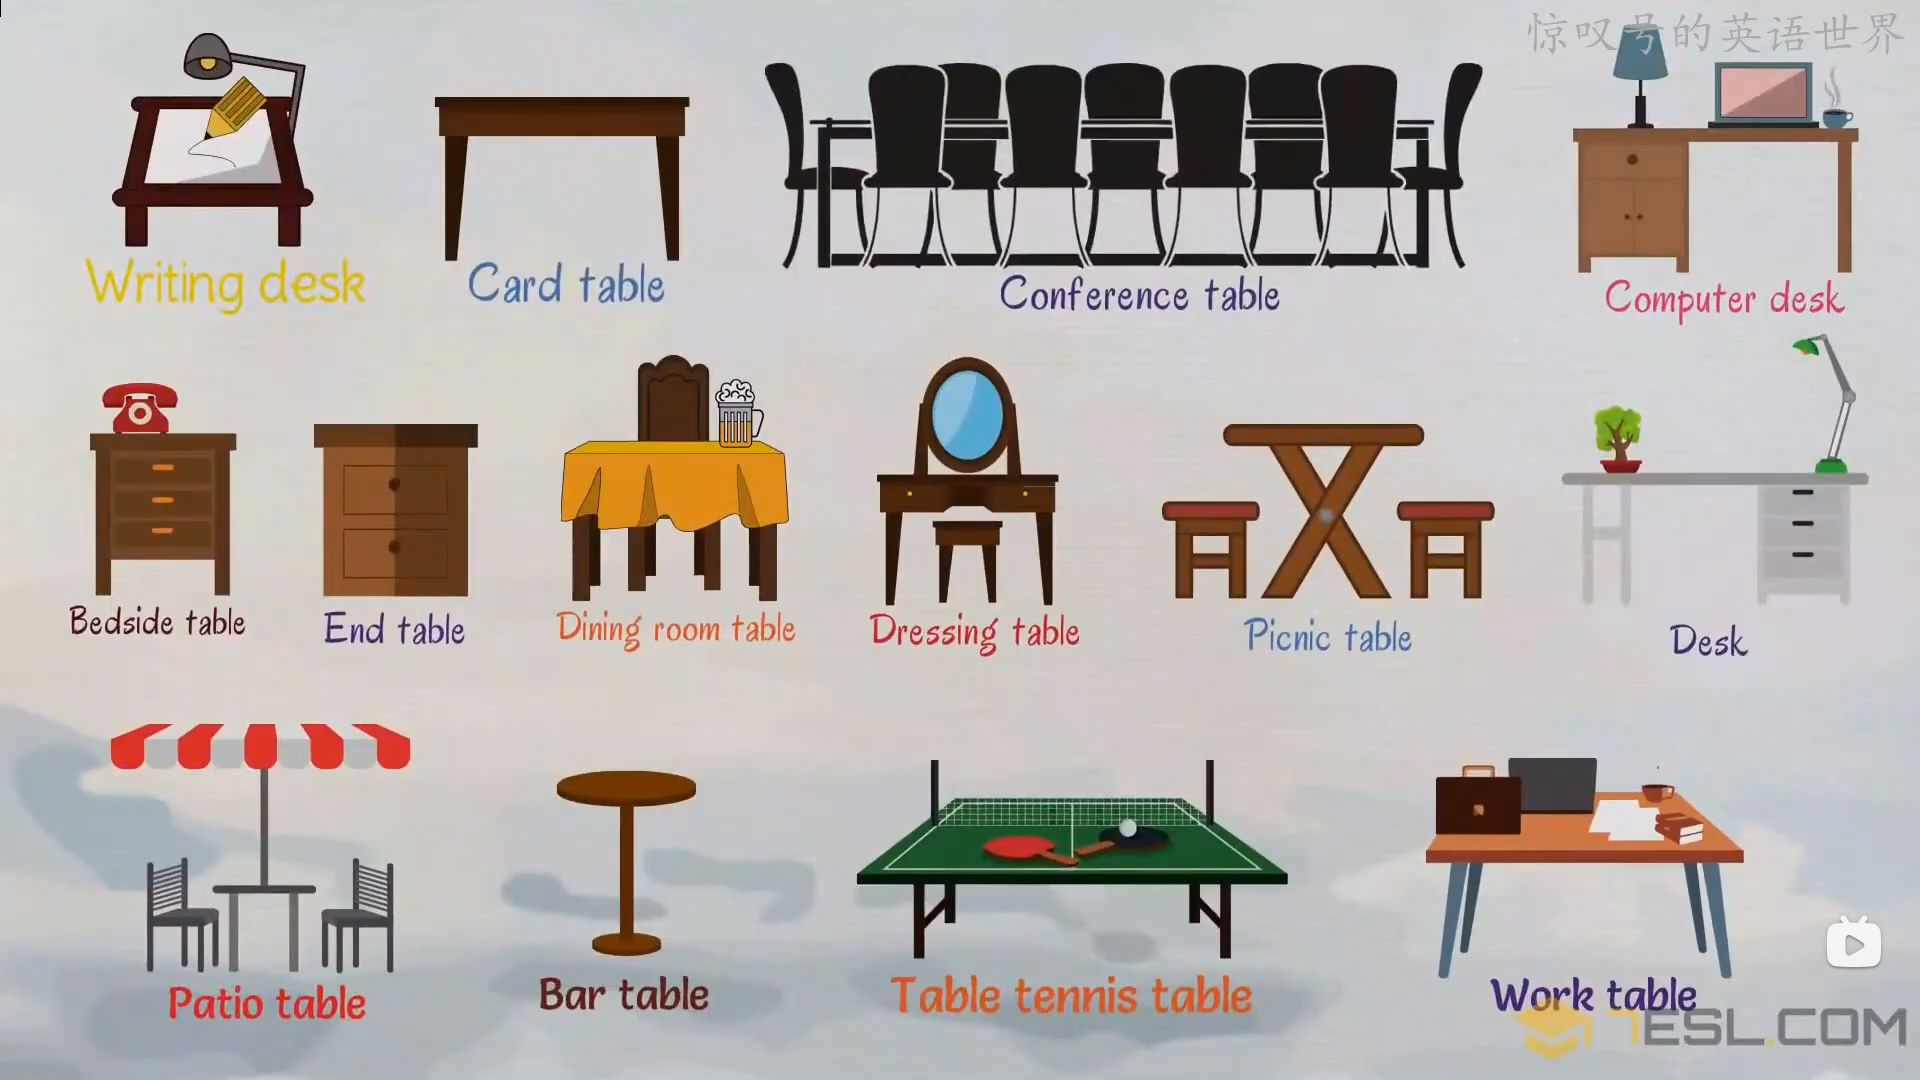 惊叹号的英语世界
Writing desk
Card table
Conference table
Computer desk
Bedside table
End table
Dining room table
Dressing table
Picnic table
Desk
Patio table
Bar table
Table tennis table
Work table
7ESL.COM